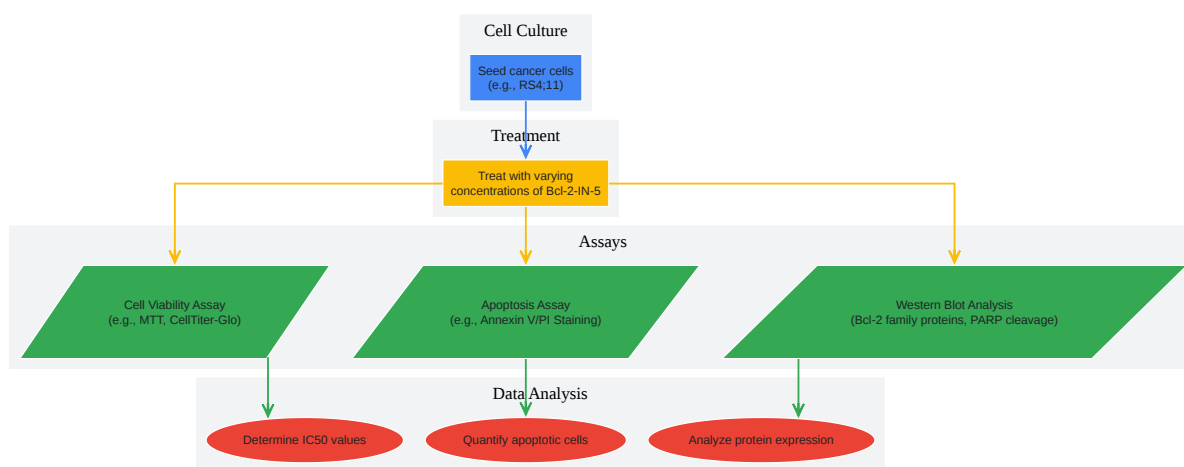 Cell Culture
Seed cancer cells
(e.g., RS4;11)
Treatment
Treat with varying
concentrations of Bcl-2-IN-5
Assays
Cell Viability Assay
(e.g., MTT, CellTiter-Glo)
Apoptosis Assay
(e.g., Annexin V/PI Staining)
Western Blot Analysis
(Bcl-2 family proteins, PARP cleavage)
Data Analysis
Determine IC50 values
Quantify apoptotic cells
Analyze protein expression